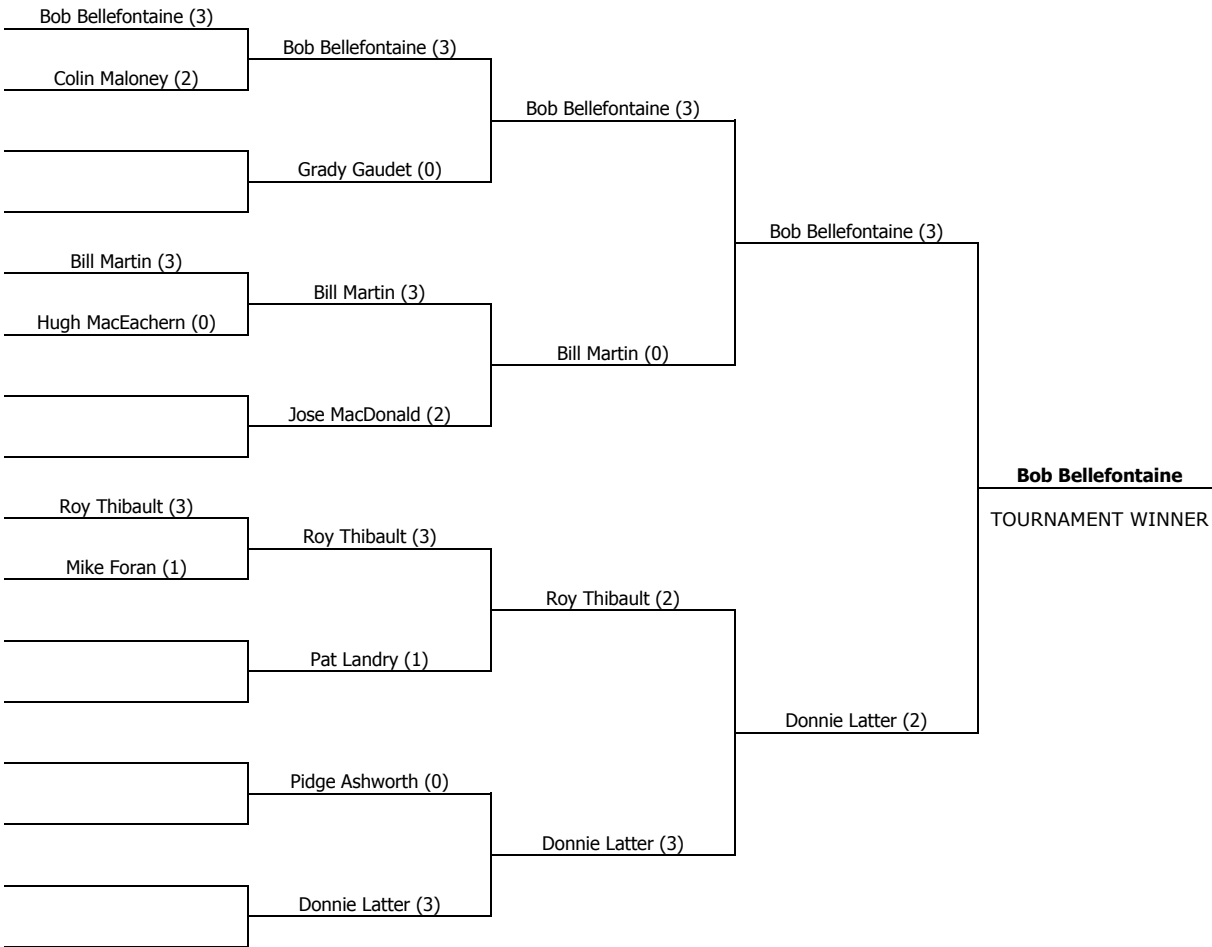 Bob Bellefontaine (3)
Bob Bellefontaine (3)
Colin Maloney (2)
Bob Bellefontaine (3)
Grady Gaudet (0)
Bob Bellefontaine (3)
Bill Martin (3)
Bill Martin (3)
Hugh MacEachern (0)
Bill Martin (0)
Jose MacDonald (2)
Bob Bellefontaine
Roy Thibault (3)
TOURNAMENT WINNER
Roy Thibault (3)
Mike Foran (1)
Roy Thibault (2)
Pat Landry (1)
Donnie Latter (2)
Pidge Ashworth (0)
Donnie Latter (3)
Donnie Latter (3)